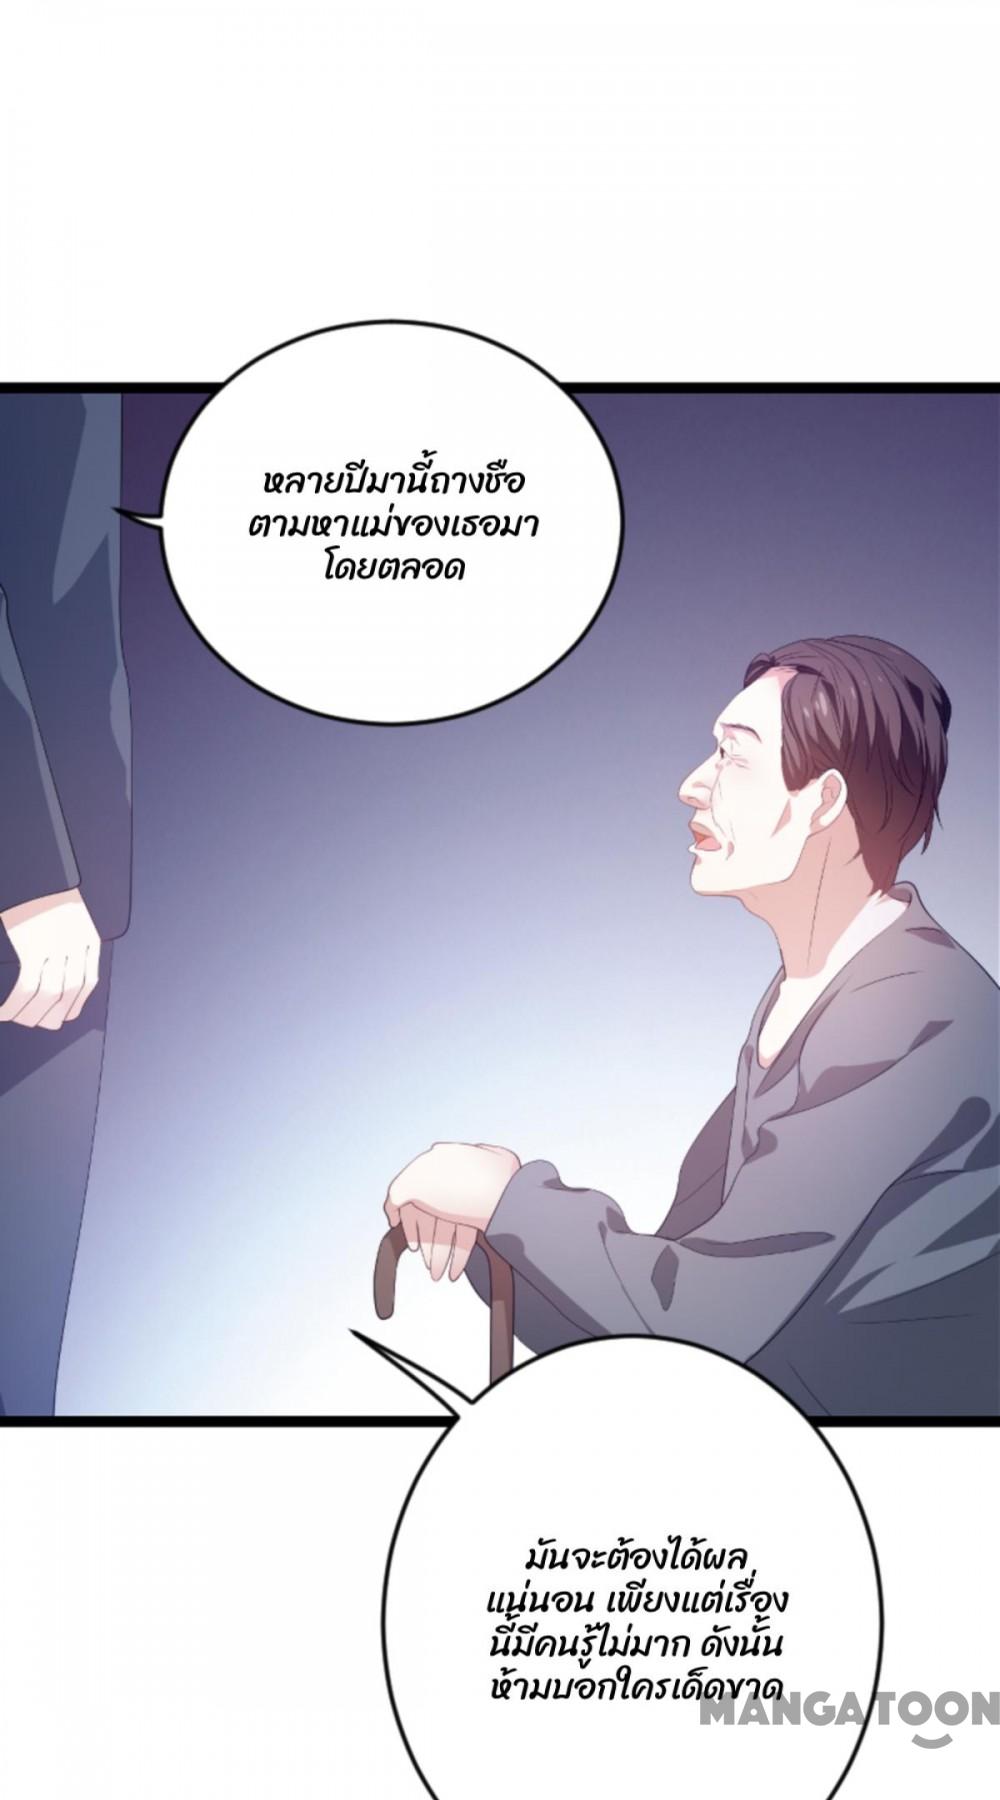 หลายปีมานี้ถางชือ
ตามหาแม่ของเธอมา
โดยตลอด
มันจะต้องได้ผล
แน่นอน เพียงแต่เรื่อง
นี้มีคนรู้ไม่มาก ดังนั้น
ห้ามบอกใครเด็ดขาด
MANGATOON